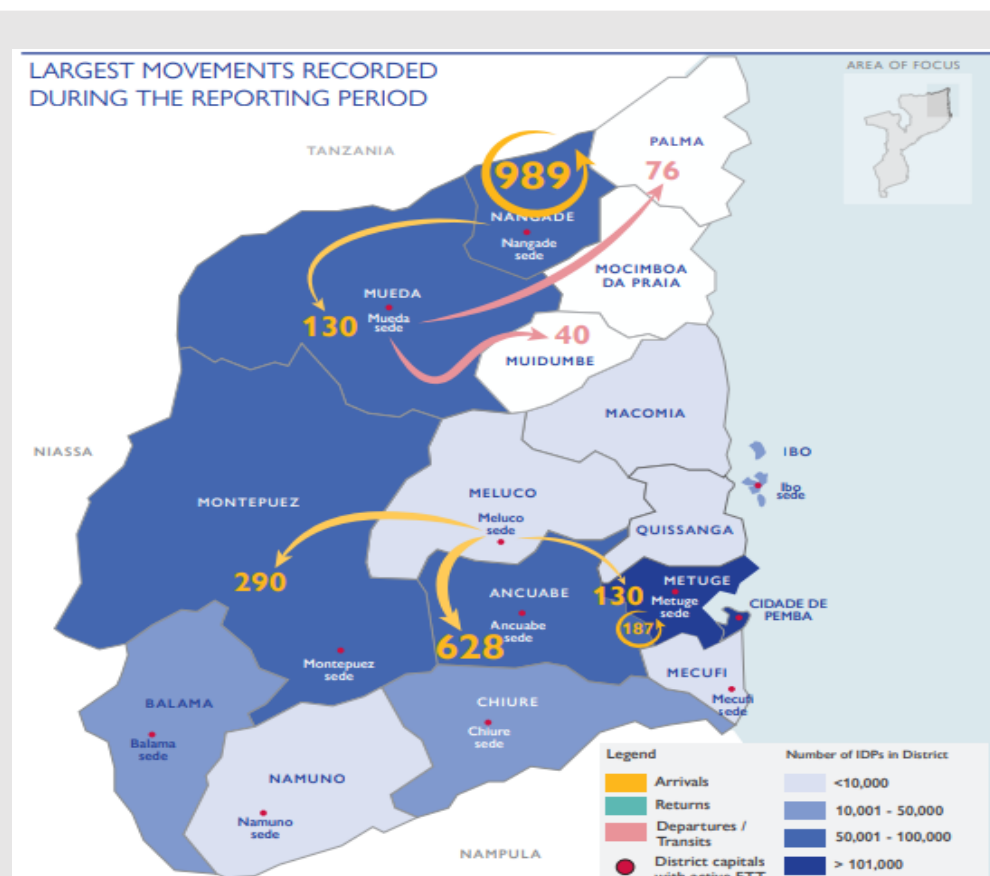 LARGEST MOVEMENTS RECORDED
DURING THE REPORTING PERIOD
AREA OF FOCUS
TANZANIA
PALMA
76
989
NANGADE
Nangade
sede
MOCIMBOA
DA PRAIA
MUEDA
Mueda
sede
130
40
MUIDUMBE
MACOMIA
NIASSA
IBO
Ibo
sede
MELUCO
Meluco
sede
MONTEPUEZ
QUISSANGA
290
METUGE
Metuge
sede
130
187
ANCUABE
Ancuabe
sede
CIDADE DE
PEMBA
628
Montepuez
sede
MECUFI
Mecufi
sede
BALAMA
Balama
sede
CHIURE
Chiure
sede
NAMUNO
Namuno
sede
NAMPULA
Legend
Arrivals
Returns
Departures /
Transits
District capitals
with active ETT
Number of IDPs in District
<10,000
10,001 - 50,000
50,001 - 100,000
> 101,000